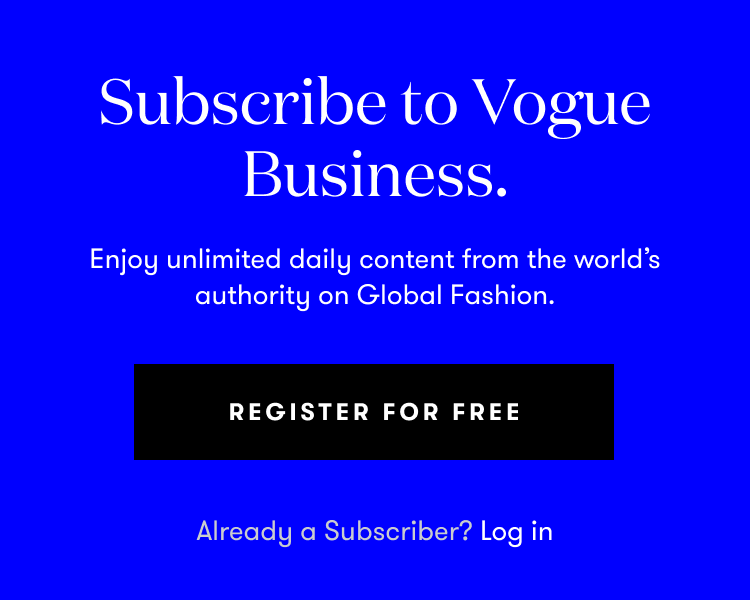 Subscribe to Vogue
Business.
Enjoy unlimited daily content from the world’s
authority on Global Fashion.
REGISTER FOR FREE
Already a Subscriber? Log in